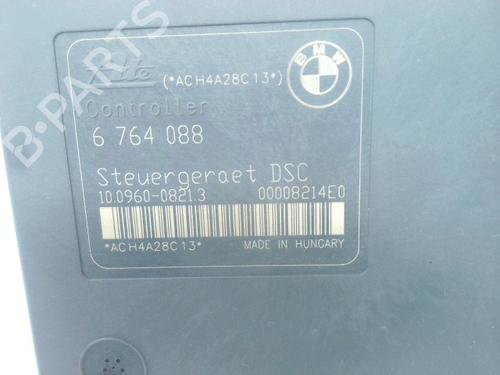 Ate (*ACH4A28C13*)
BMW
Controller
6 764 088
Steuergeraet DSC
10.0960-0821.3 00008214E0
*ACH4A28C13*
MADE IN HUNGARY
B-PARTS